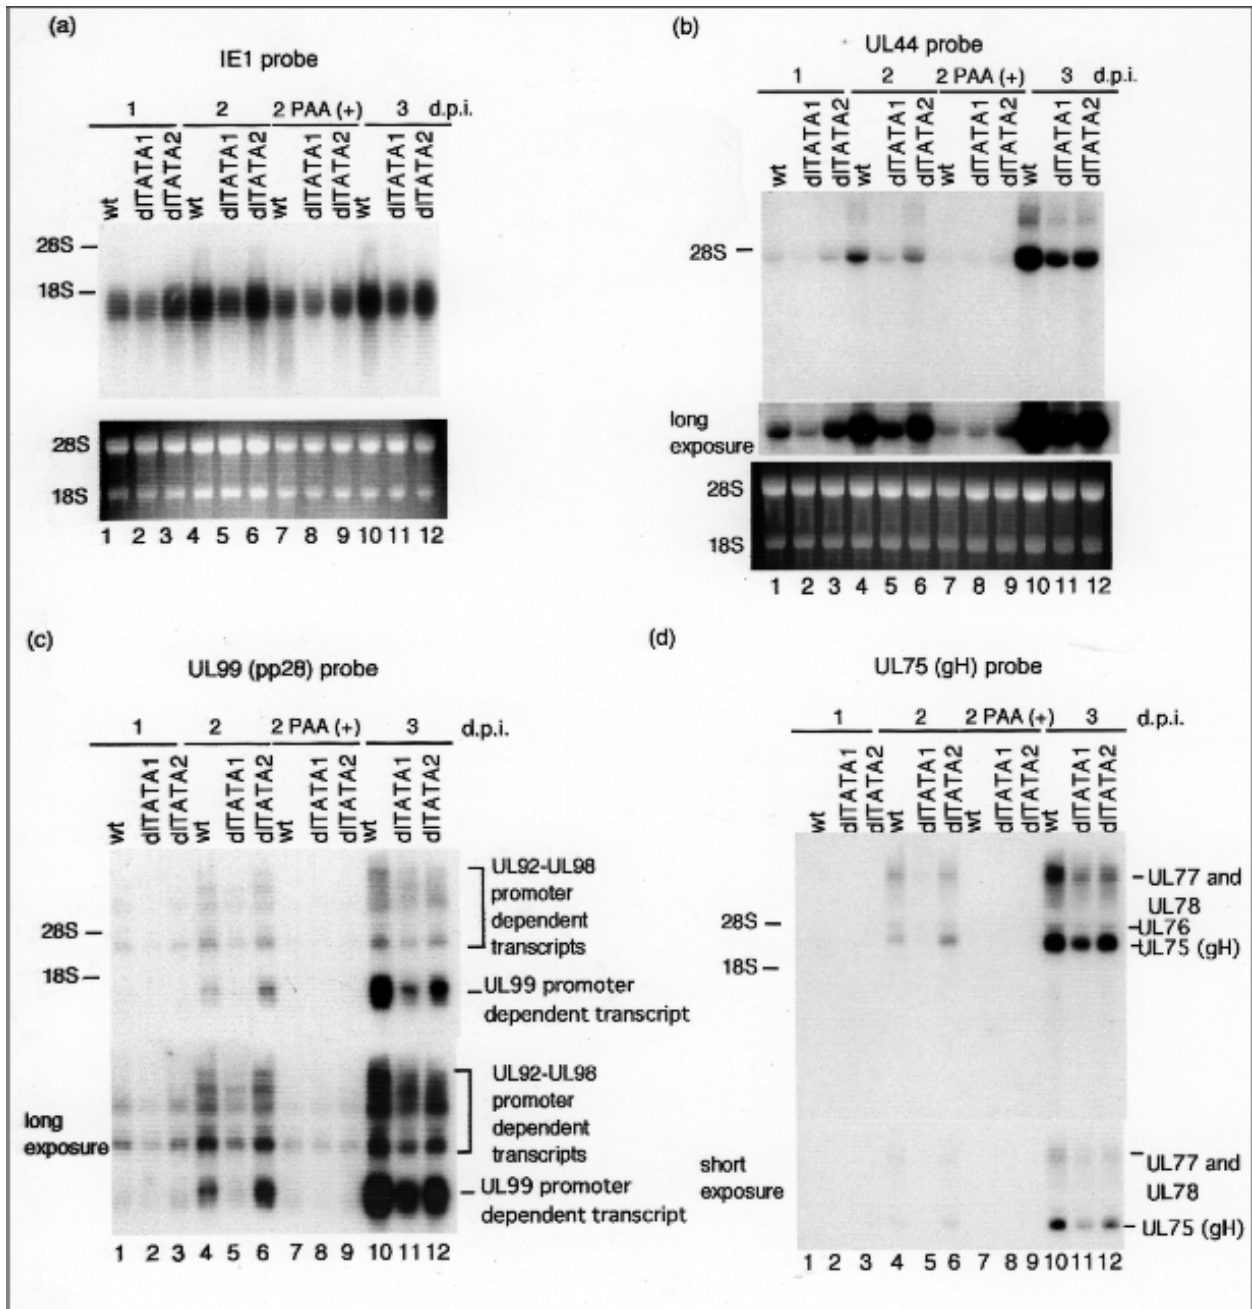 (a)
IE1 probe
1 2 2 PAA (+) 3 d.p.i.
wt dlTATA1 dlTATA2 wt dlTATA1 dlTATA2 wt dlTATA1 dlTATA2 wt dlTATA1 dlTATA2
28S
18S
28S
18S
1 2 3 4 5 6 7 8 9 10 11 12
(b)
UL44 probe
1 2 2 PAA (+) 3 d.p.i.
wt dlTATA1 dlTATA2 wt dlTATA1 dlTATA2 wt dlTATA1 dlTATA2 wt dlTATA1 dlTATA2
28S
long
exposure
28S
18S
1 2 3 4 5 6 7 8 9 10 11 12
(c)
UL99 (pp28) probe
1 2 2 PAA (+) 3 d.p.i.
wt dlTATA1 dlTATA2 wt dlTATA1 dlTATA2 wt dlTATA1 dlTATA2 wt dlTATA1 dlTATA2
UL92-UL98
promoter
dependent
transcripts
28S
18S
UL99 promoter
dependent transcript
long
exposure
UL92-UL98
promoter
dependent
transcripts
UL99 promoter
dependent transcript
1 2 3 4 5 6 7 8 9 10 11 12
(d)
UL75 (gH) probe
1 2 2 PAA (+) 3 d.p.i.
wt dlTATA1 dlTATA2 wt dlTATA1 dlTATA2 wt dlTATA1 dlTATA2 wt dlTATA1 dlTATA2
UL77 and
UL78
28S
UL76
UL75 (gH)
18S
short
exposure
UL77 and
UL78
UL75 (gH)
1 2 3 4 5 6 7 8 9 10 11 12